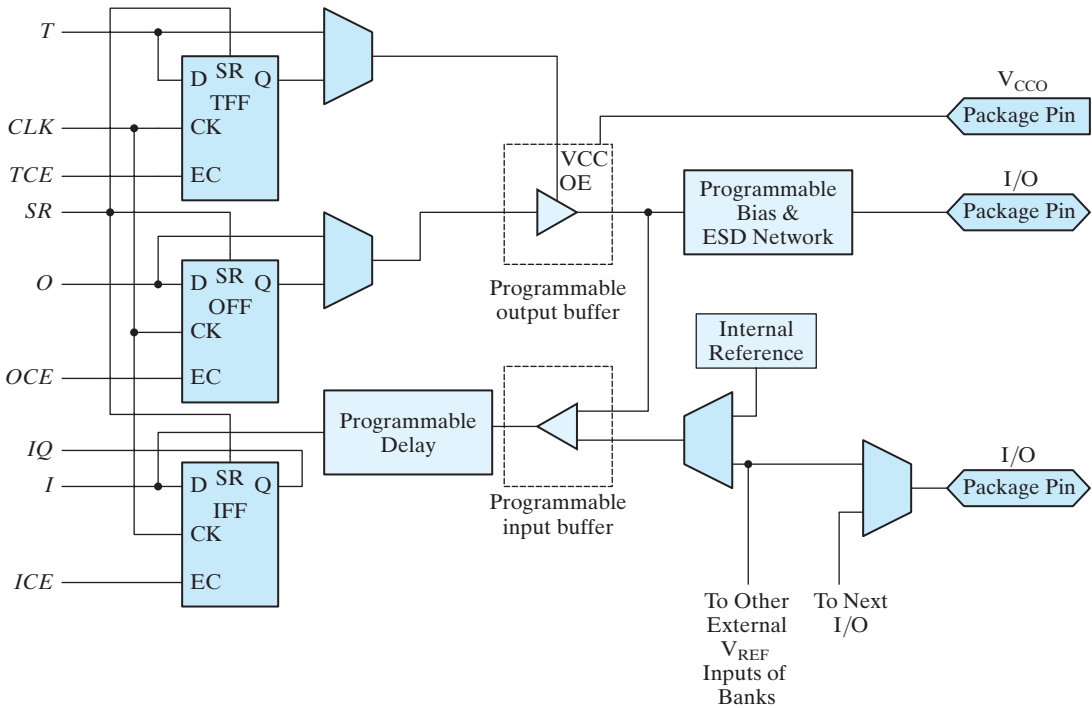 T
D SR Q
TFF
CLK
CK
TCE
EC
SR
O
D SR Q
OFF
CK
OCE
EC
IQ
I
D SR Q
IFF
CK
ICE
EC
VCC
OE
Programmable
output buffer
Programmable
Delay
Programmable
input buffer
V_CCO
Package Pin
Programmable
Bias &
ESD Network
I/O
Package Pin
Internal
Reference
I/O
Package Pin
To Other
External
V_REF
Inputs of
Banks
To Next
I/O